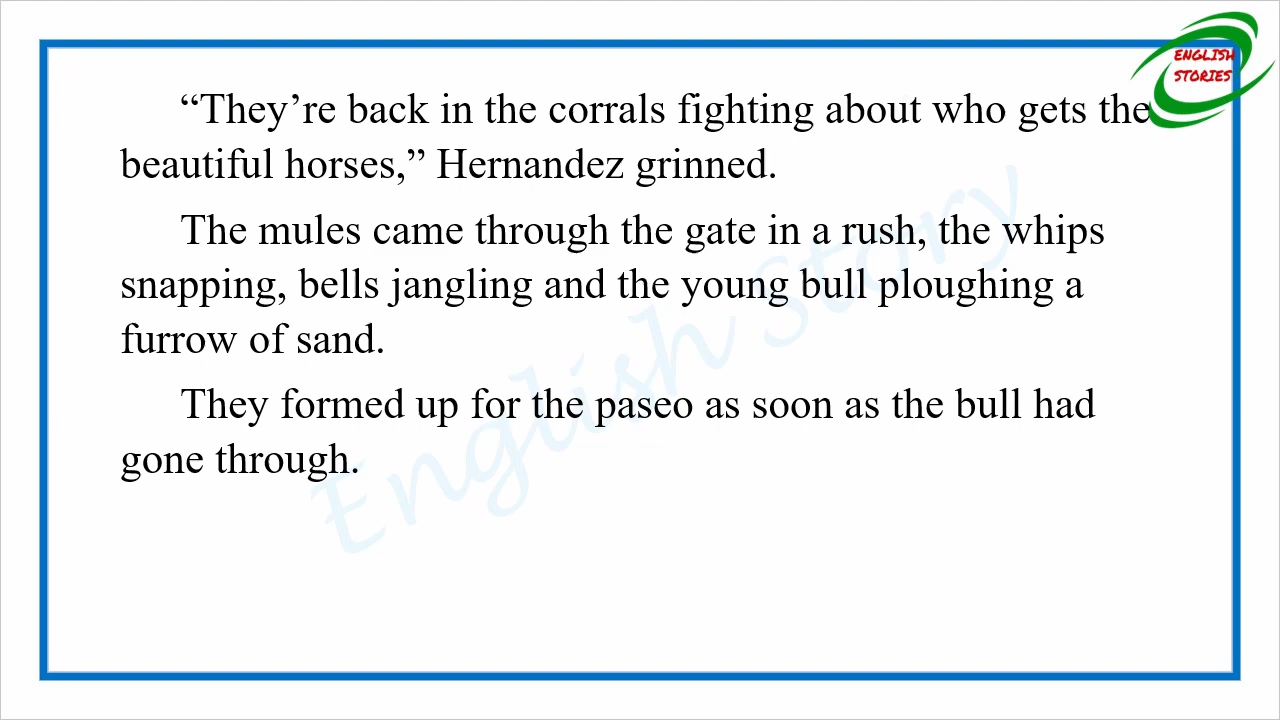 ENGLISH
STORIES
“They’re back in the corrals fighting about who gets the
beautiful horses,” Hernandez grinned.
The mules came through the gate in a rush, the whips
snapping, bells jangling and the young bull ploughing a
furrow of sand.
They formed up for the paseo as soon as the bull had
gone through.
English Story